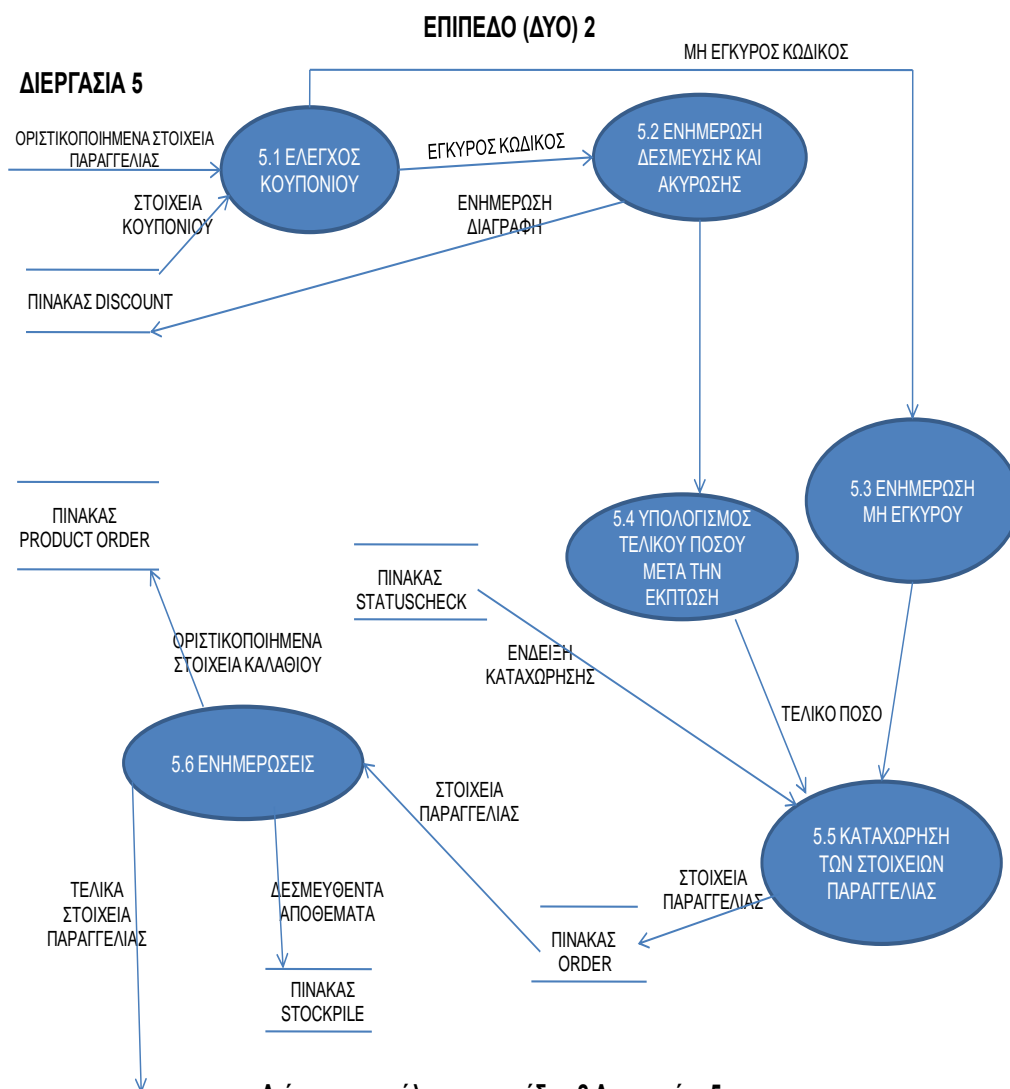 ΕΠΙΠΕΔΟ (ΔΥΟ) 2
ΜΗ ΕΓΚΥΡΟΣ ΚΩΔΙΚΟΣ
ΔΙΕΡΓΑΣΙΑ 5
ΟΡΙΣΤΙΚΟΠΟΙΗΜΕΝΑ ΣΤΟΙΧΕΙΑ
ΠΑΡΑΓΓΕΛΙΑΣ
5.1 ΕΛΕΓΧΟΣ
ΚΟΥΠΟΝΙΟΥ
ΕΓΚΥΡΟΣ ΚΩΔΙΚΟΣ
5.2 ΕΝΗΜΕΡΩΣΗ
ΔΕΣΜΕΥΣΗΣ ΚΑΙ
ΑΚΥΡΩΣΗΣ
ΣΤΟΙΧΕΙΑ
ΚΟΥΠΟΝΙΟΥ
ΕΝΗΜΕΡΩΣΗ
ΔΙΑΓΡΑΦΗ
ΠΙΝΑΚΑΣ DISCOUNT
ΠΙΝΑΚΑΣ
PRODUCT ORDER
5.4 ΥΠΟΛΟΓΙΣΜΟΣ
ΤΕΛΙΚΟΥ ΠΟΣΟΥ
ΜΕΤΑ ΤΗΝ
ΕΚΠΤΩΣΗ
5.3 ΕΝΗΜΕΡΩΣΗ
ΜΗ ΕΓΚΥΡΟΥ
ΠΙΝΑΚΑΣ
STATUSCHECK
ΟΡΙΣΤΙΚΟΠΟΙΗΜΕΝΑ
ΣΤΟΙΧΕΙΑ ΚΑΛΑΘΙΟΥ
ΕΝΔΕΙΞΗ
ΚΑΤΑΧΩΡΗΣΗΣ
ΤΕΛΙΚΟ ΠΟΣΟ
5.6 ΕΝΗΜΕΡΩΣΕΙΣ
ΣΤΟΙΧΕΙΑ
ΠΑΡΑΓΓΕΛΙΑΣ
5.5 ΚΑΤΑΧΩΡΗΣΗ
ΤΩΝ ΣΤΟΙΧΕΙΩΝ
ΠΑΡΑΓΓΕΛΙΑΣ
ΤΕΛΙΚΑ
ΣΤΟΙΧΕΙΑ
ΠΑΡΑΓΓΕΛΙΑΣ
ΔΕΣΜΕΥΘΕΝΤΑ
ΑΠΟΘΕΜΑΤΑ
ΣΤΟΙΧΕΙΑ
ΠΑΡΑΓΓΕΛΙΑΣ
ΠΙΝΑΚΑΣ
ORDER
ΠΙΝΑΚΑΣ
STOCKPILE